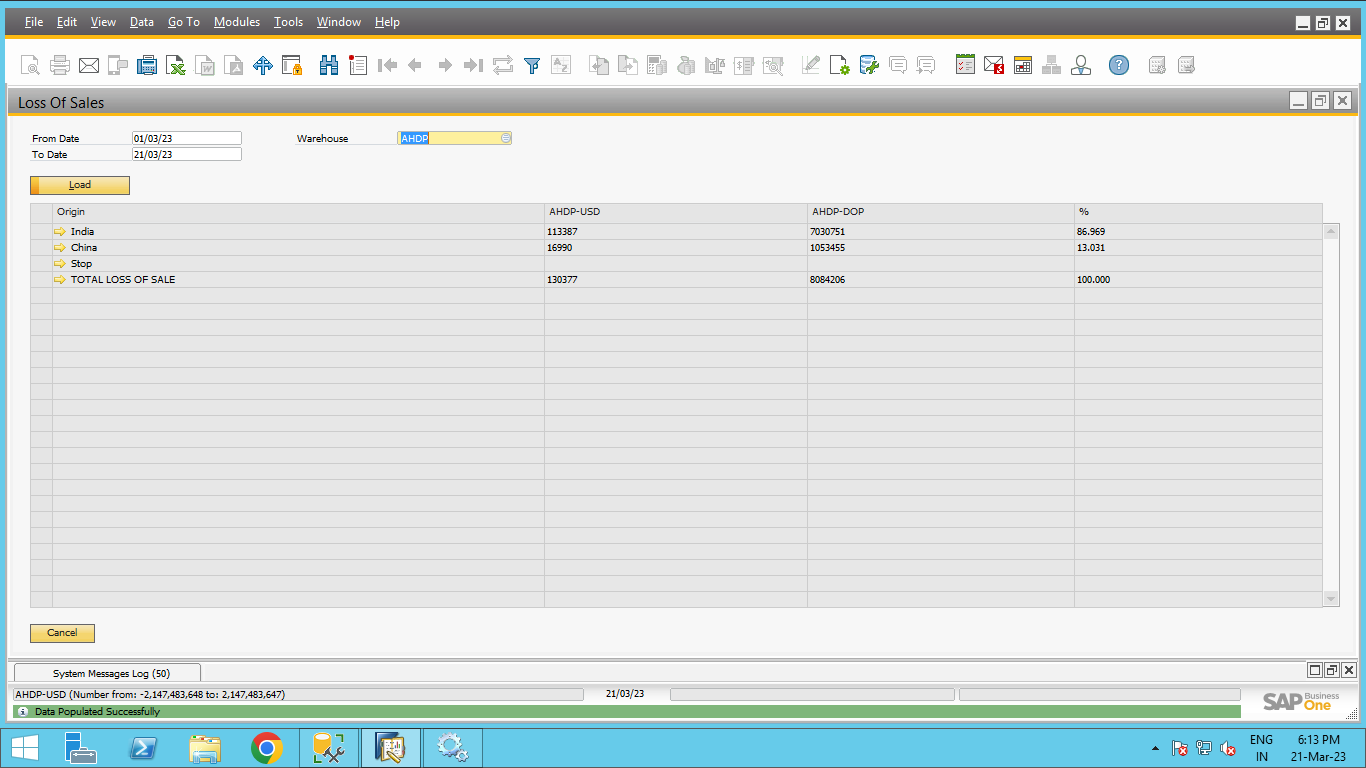 File Edit View Data Go To Modules Tools Window Help
Loss Of Sales
From Date 01/03/23 Warehouse AHDP
To Date 21/03/23
Load
Origin AHDP-USD AHDP-DOP %
India 113387 7030751 86.969
China 16990 1053455 13.031
Stop
TOTAL LOSS OF SALE 130377 8084206 100.000
Cancel
System Messages Log (50)
AHDP-USD (Number from: -2,147,483,648 to: 2,147,483,647) 21/03/23
Data Populated Successfully
SAP Business One
ENG 6:13 PM
IN 21-Mar-23